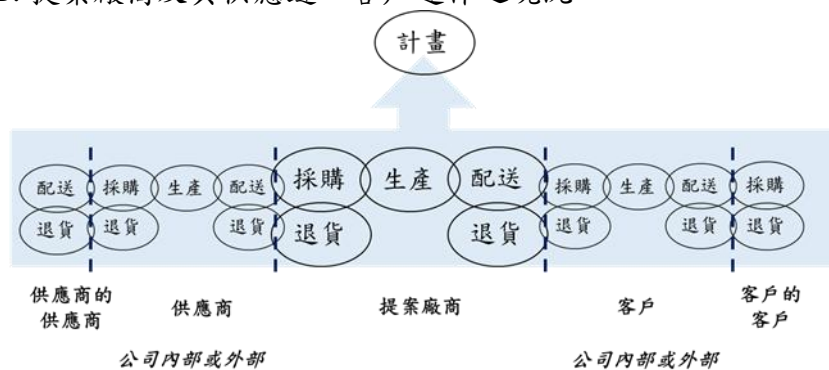 計畫
配送 採購 生產 配送 採購 生產 配送 採購 生產 配送 採購
退貨 退貨 退貨 退貨 退貨 退貨 退貨 退貨
供應商的
供應商
供應商
提案廠商
客戶
客戶的
客戶
公司內部或外部
公司內部或外部